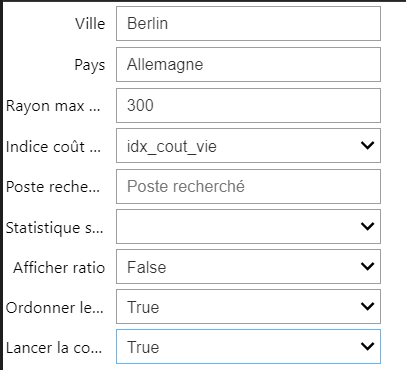 Ville Berlin
Pays Allemagne
Rayon max ... 300
Indice coût ... idx_cout_vie
Poste reche... Poste recherché
Statistique s...
Afficher ratio False
Ordonner le... True
Lancer la co... True